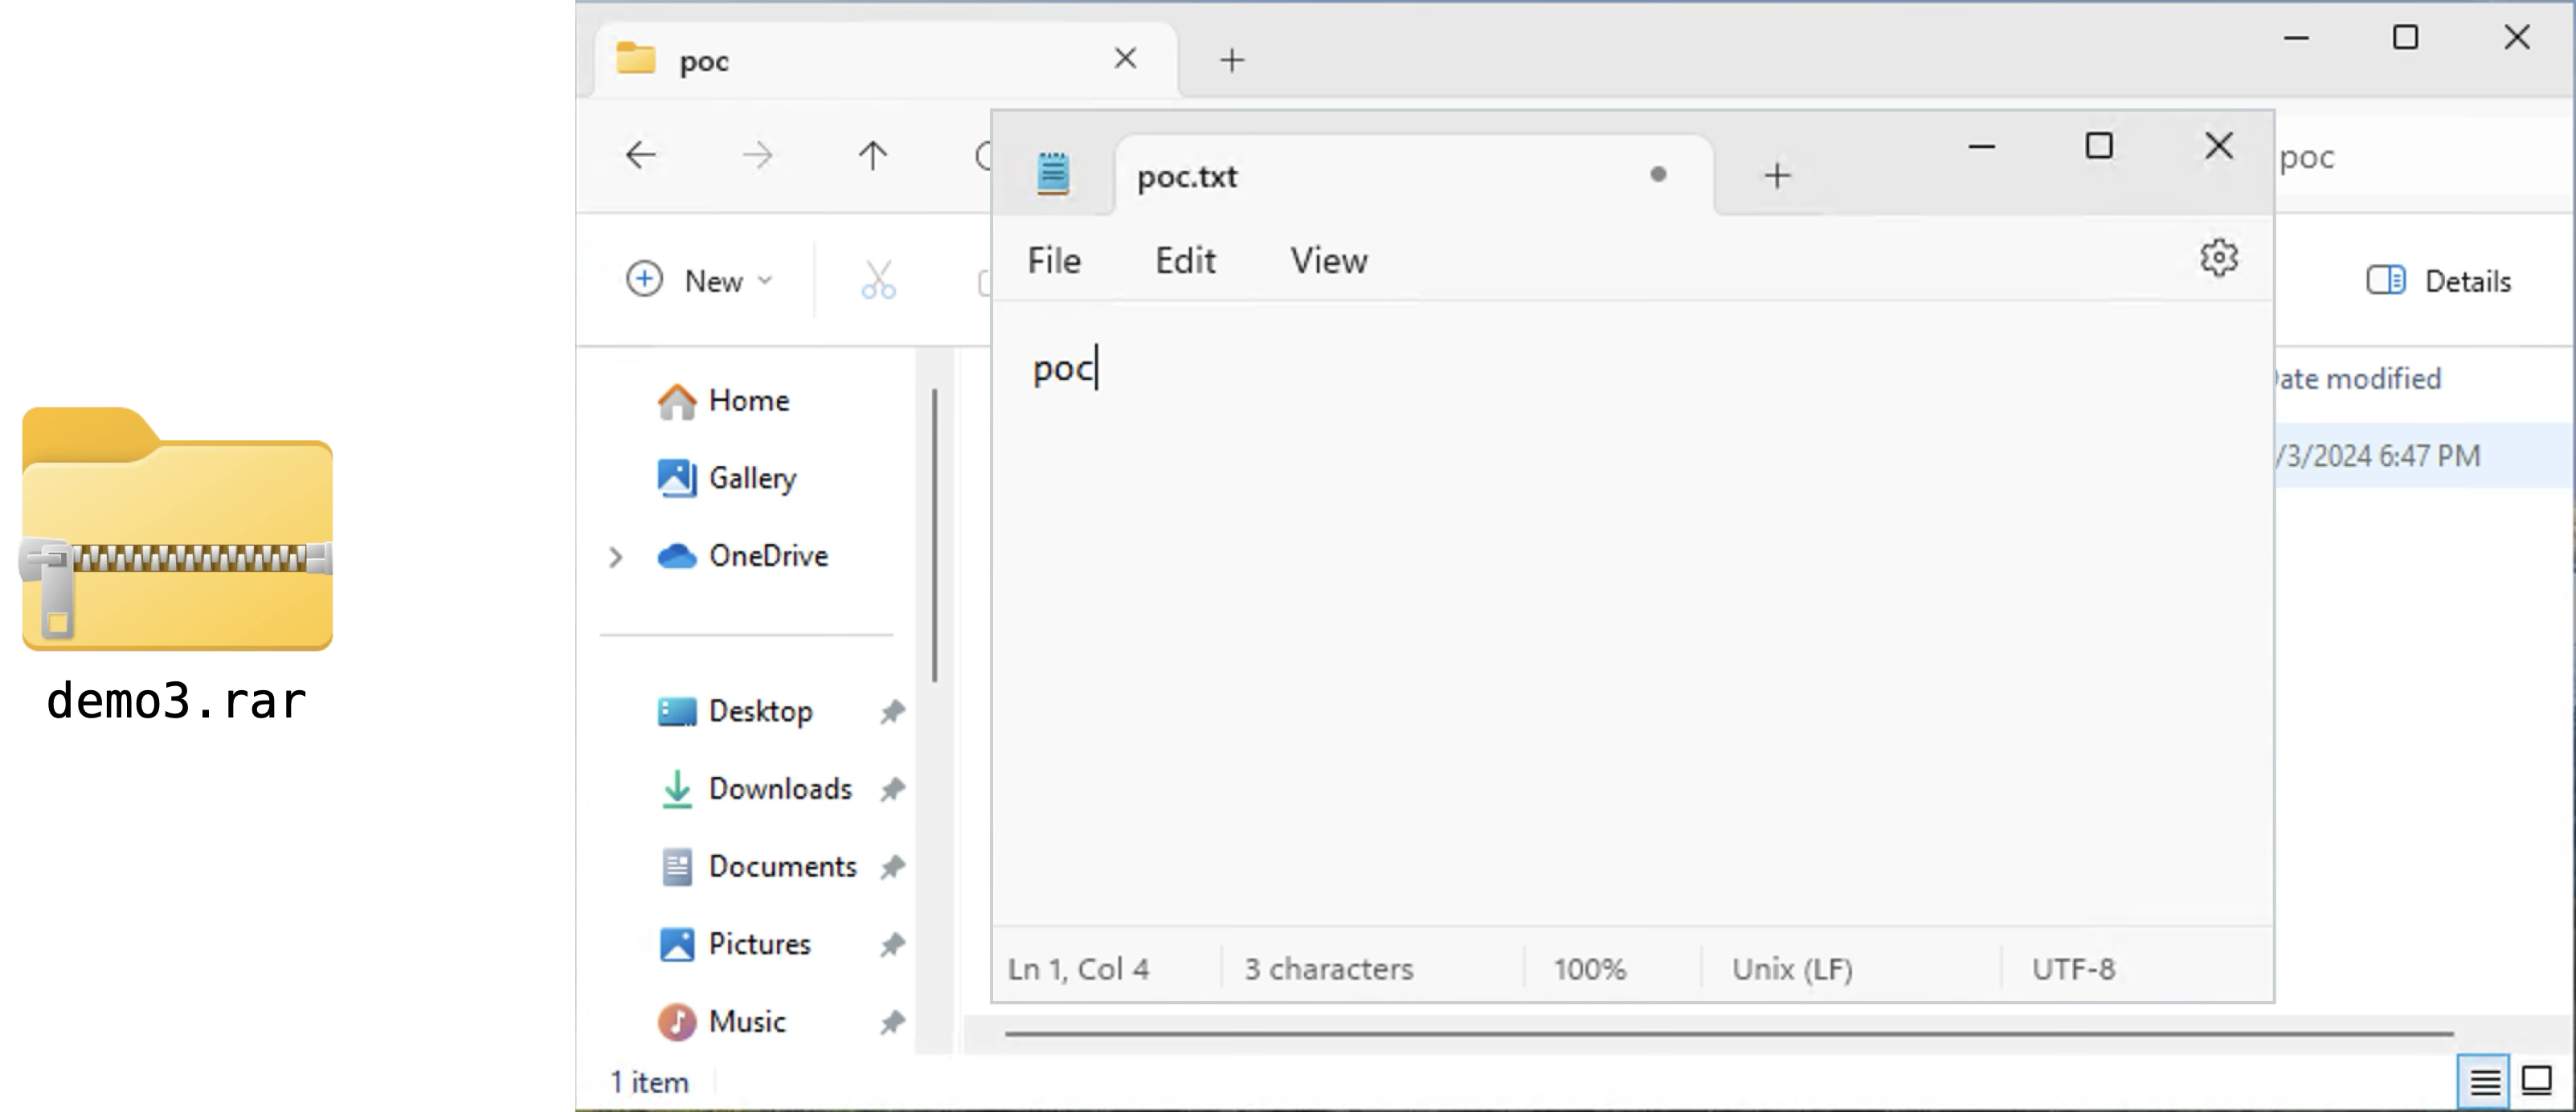 demo3.rar
poc
poc
poc.txt
File Edit View
New
Details
poc
Date modified
/3/2024 6:47 PM
Home
Gallery
OneDrive
Desktop
Downloads
Documents
Pictures
Music
Ln 1, Col 4 3 characters 100% Unix (LF) UTF-8
1 item